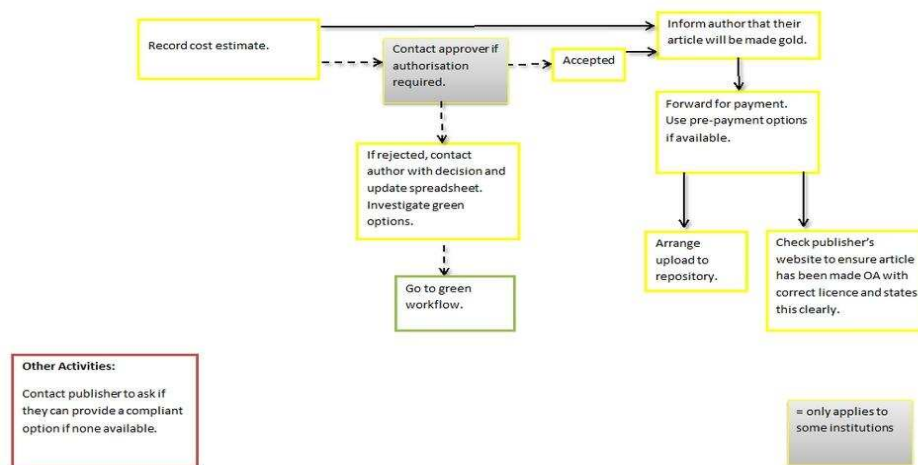 Record cost estimate.
Contact approver if
authorisation
required.
Accepted
Inform author that their
article will be made gold.
Forward for payment.
Use pre-payment options
if available.
If rejected, contact
author with decision and
update spreadsheet.
Investigate green
options.
Arrange
upload to
repository.
Check publisher's
website to ensure article
has been made OA with
correct licence and states
this clearly.
Go to green
workflow.
Other Activities:
Contact publisher to ask if
they can provide a compliant
option if none available.
= only applies to
some institutions